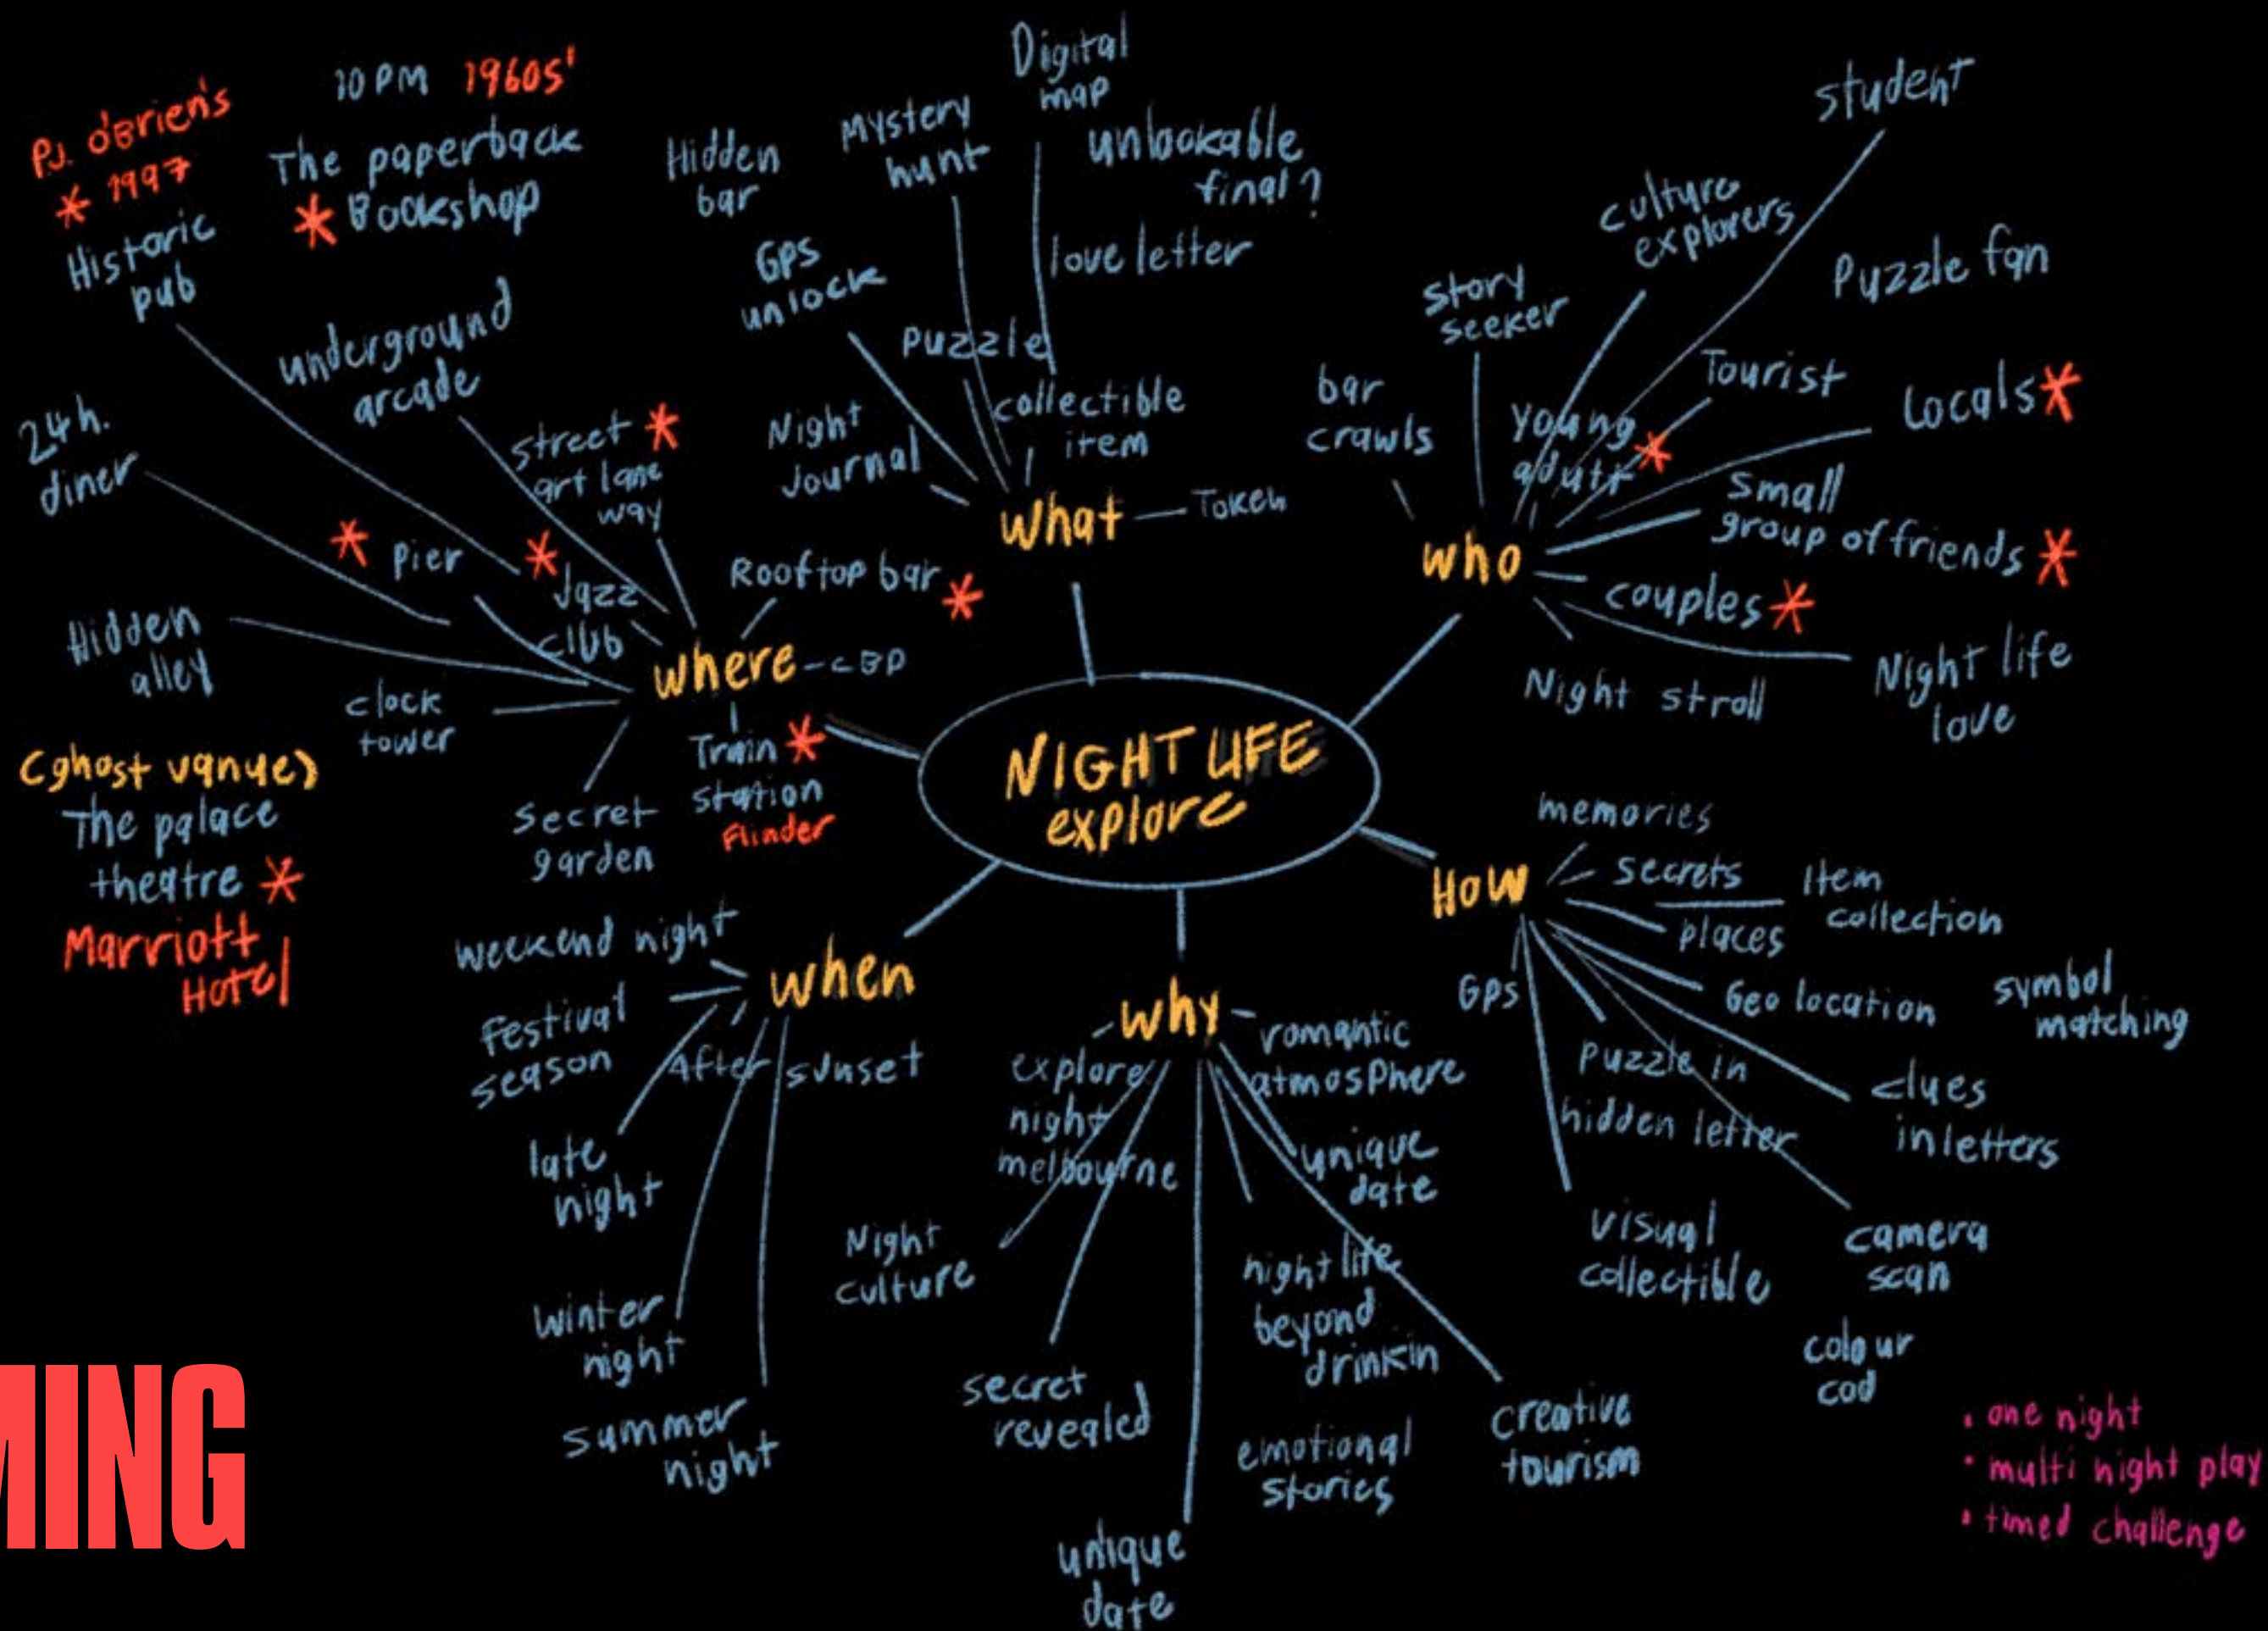 P.J. O'BRIEN'S
* 1997
Historic
pub
10 PM 1960s'
The paperback
* Bookshop
underground
arcade
24h.
diner
* Pier
* Jazz
club
street *
art lane
way
Rooftop bar *
Hidden
alley
clock
tower
where
CBD
Train *
station
Flinder
secret
garden
(ghost vanue)
The palace
theatre *
Marriott
Hotel
Hidden
bar
mystery
hunt
Digital
map
unlockable
final?
love letter
GPS
unlock
puzzle
collectible
item
Night
Journal
what
Token
student
culture
explorers
Puzzle fan
story
seeker
Tourist
Locals *
bar
crawls
young *
adult
small
group of friends *
who
couples *
Night stroll
Night life
love
NIGHT LIFE
explore
memories
secrets
Item
collection
How
places
GPS
Geo location
symbol
matching
puzzle in
hidden letter
clues
in letters
visual
collectible
camera
scan
colour
cod
weekend night
when
festival
season
After sunset
late
night
winter
night
summer
night
why
romantic
atmosphere
explore
night
melbourne
unique
date
Night
culture
night life
beyond
drinkin
secret
revealed
emotional
stories
creative
tourism
unique
date
• one night
• multi night play
• timed challenge
MING